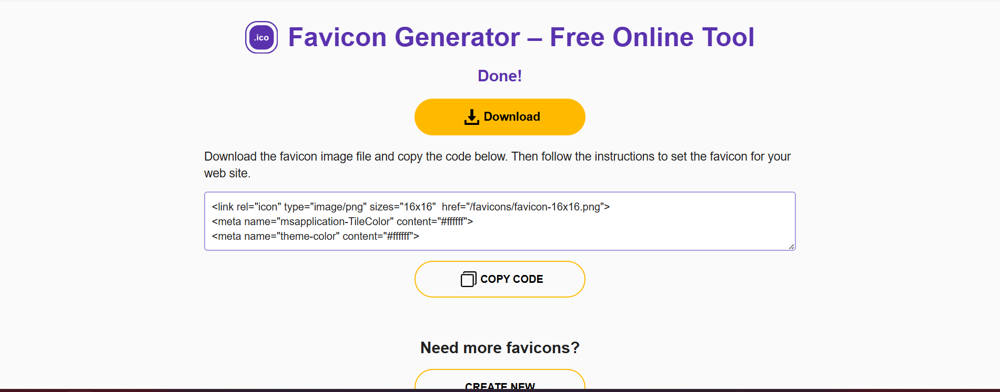 .ico
Favicon Generator – Free Online Tool
Done!
Download
Download the favicon image file and copy the code below. Then follow the instructions to set the favicon for your
web site.
<link rel="icon" type="image/png" sizes="16x16"  href="/favicons/favicon-16x16.png">
<meta name="msapplication-TileColor" content="#ffffff">
<meta name="theme-color" content="#ffffff">
COPY CODE
Need more favicons?
CREATE NEW